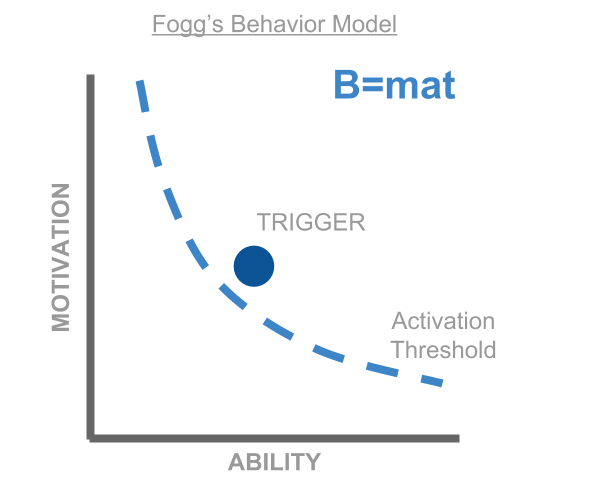 Fogg's Behavior Model
B=mat
TRIGGER
MOTIVATION
Activation
Threshold
ABILITY